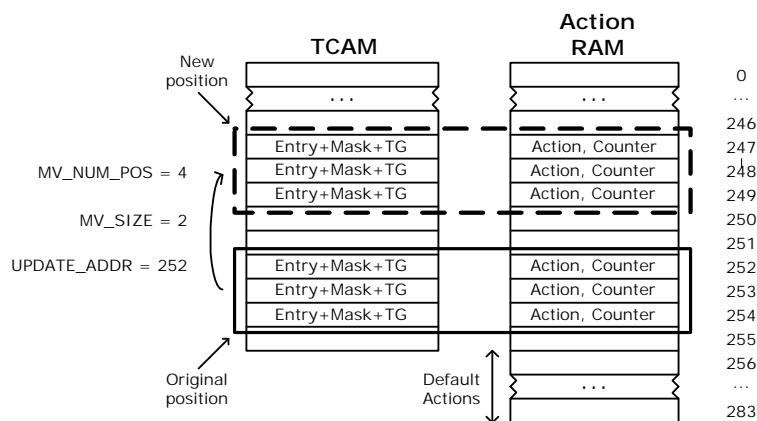 Action
TCAM RAM
New
position
0
... ... ...
246
Entry+Mask+TG Action, Counter 247
MV_NUM_POS = 4 Entry+Mask+TG Action, Counter 248
Entry+Mask+TG Action, Counter 249
MV_SIZE = 2 250
251
UPDATE_ADDR = 252 Entry+Mask+TG Action, Counter 252
Entry+Mask+TG Action, Counter 253
Entry+Mask+TG Action, Counter 254
255
256
Original
position
Default
Actions
... ...
283